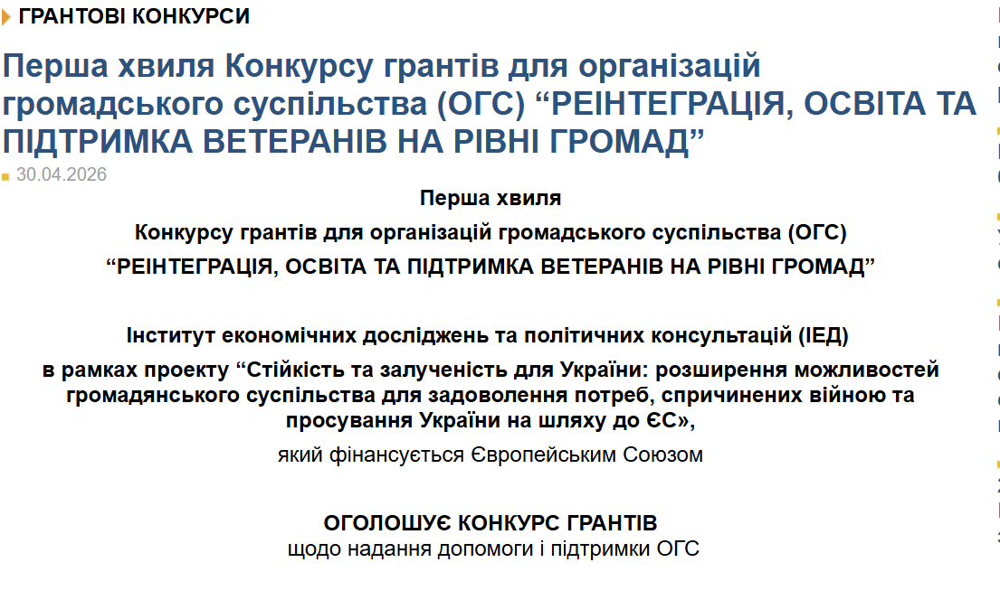 ГРАНТОВІ КОНКУРСИ
Перша хвиля Конкурсу грантів для організацій
громадського суспільства (ОГС) “РЕІНТЕГРАЦІЯ, ОСВІТА ТА
ПІДТРИМКА ВЕТЕРАНІВ НА РІВНІ ГРОМАД”
30.04.2026
Перша хвиля
Конкурсу грантів для організацій громадського суспільства (ОГС)
“РЕІНТЕГРАЦІЯ, ОСВІТА ТА ПІДТРИМКА ВЕТЕРАНІВ НА РІВНІ ГРОМАД”
Інститут економічних досліджень та політичних консультацій (ІЕД)
в рамках проекту “Стійкість та залученість для України: розширення можливостей
громадянського суспільства для задоволення потреб, спричинених війною та
просування України на шляху до ЄС»,
який фінансується Європейським Союзом
ОГОЛОШУЄ КОНКУРС ГРАНТІВ
щодо надання допомоги і підтримки ОГС